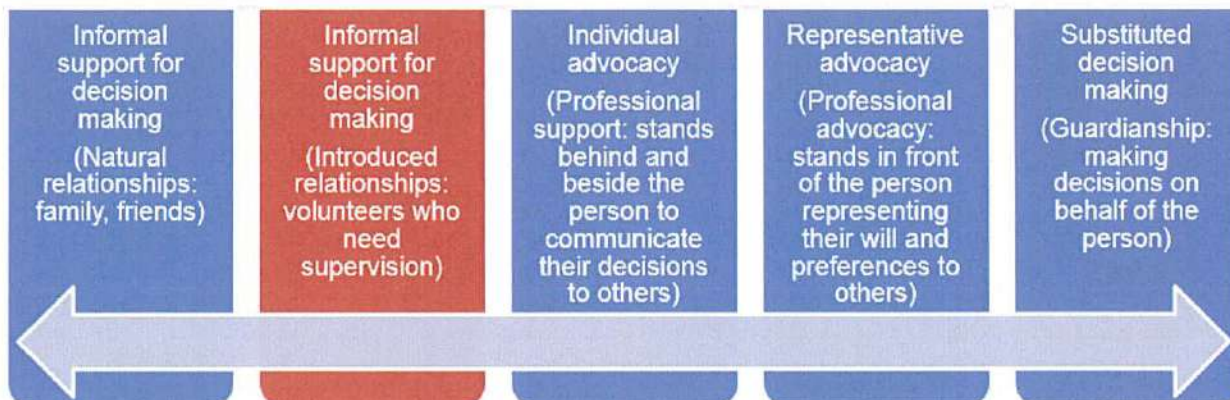 Informal
support for
decision
making
(Natural
relationships:
family, friends)
Informal
support for
decision
making
(Introduced
relationships:
volunteers who
need
supervision)
Individual
advocacy
(Professional
support: stands
behind and
beside the
person to
communicate
their decisions
to others)
Representative
advocacy
(Professional
advocacy:
stands in front
of the person
representing
their will and
preferences to
others)
Substituted
decision
making
(Guardianship:
making
decisions on
behalf of the
person)